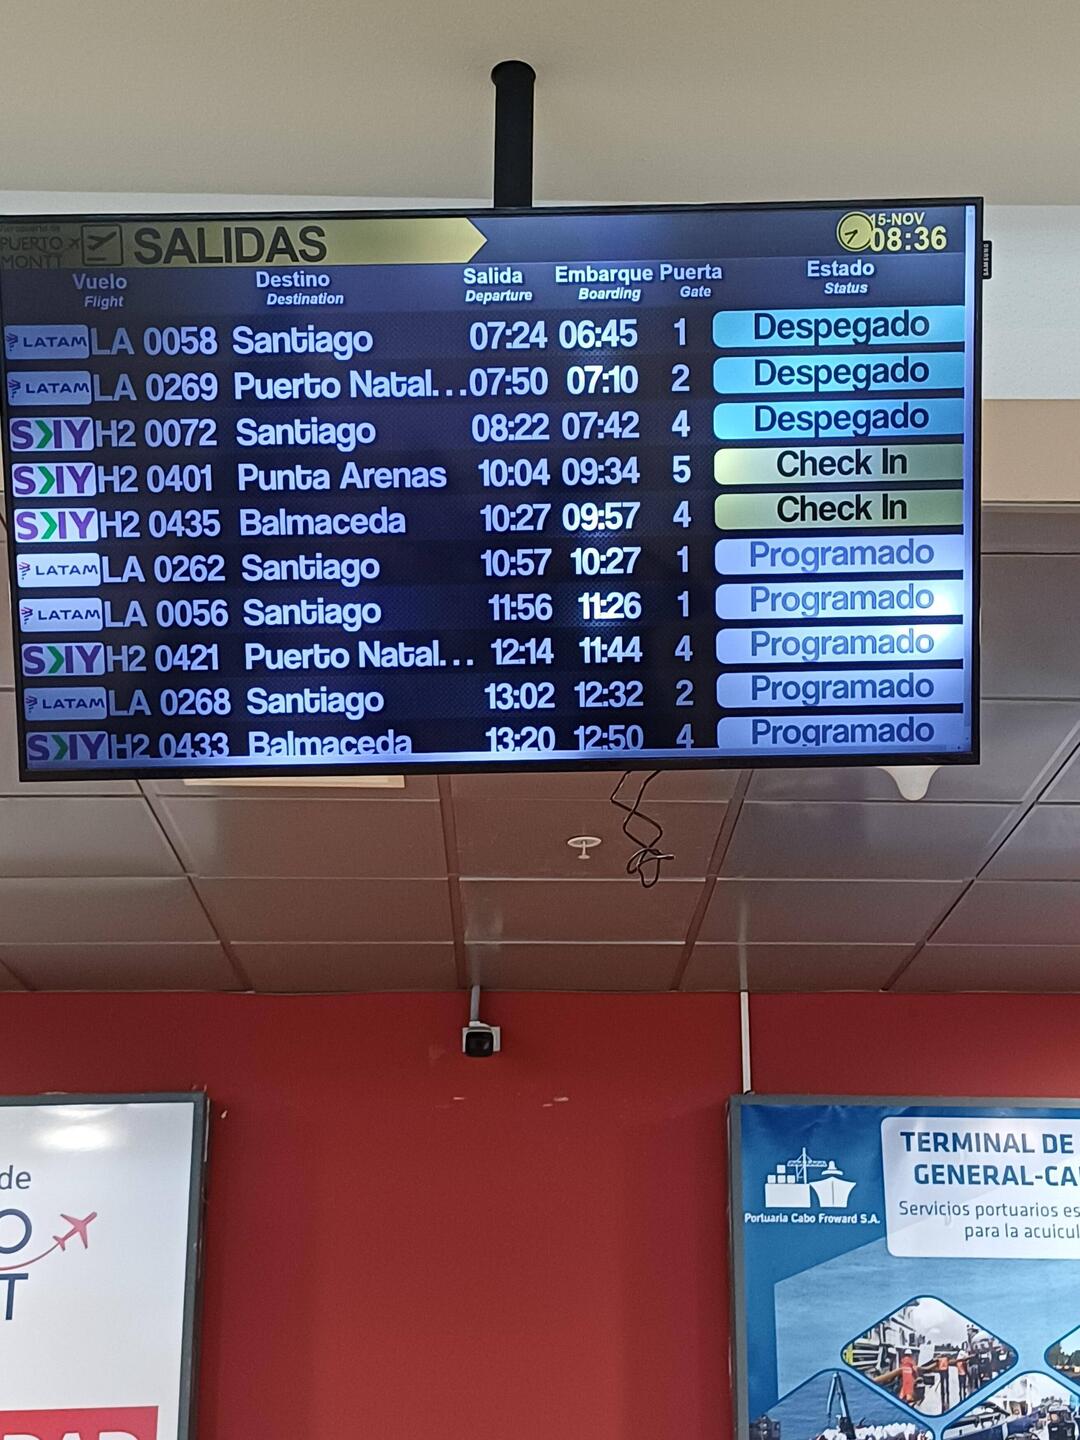 Aeropuerto de
PUERTO
MONTT
SALIDAS
15-NOV
08:36
Vuelo Destino Salida Embarque Puerta Estado
Flight Destination Departure Boarding Gate Status
LATAM LA 0058 Santiago 07:24 06:45 1 Despegado
LATAM LA 0269 Puerto Natal... 07:50 07:10 2 Despegado
SKY H2 0072 Santiago 08:22 07:42 4 Despegado
SKY H2 0401 Punta Arenas 10:04 09:34 5 Check In
SKY H2 0435 Balmaceda 10:27 09:57 4 Check In
LATAM LA 0262 Santiago 10:57 10:27 1 Programado
LATAM LA 0056 Santiago 11:56 11:26 1 Programado
SKY H2 0421 Puerto Natal... 12:14 11:44 4 Programado
LATAM LA 0268 Santiago 13:02 12:32 2 Programado
SKY H2 0433 Balmaceda 13:20 12:50 4 Programado
SAMSUNG
de
O
T
DAD
Portuaria Cabo Froward S.A.
TERMINAL DE
GENERAL-CA
Servicios portuarios es
para la acuicul